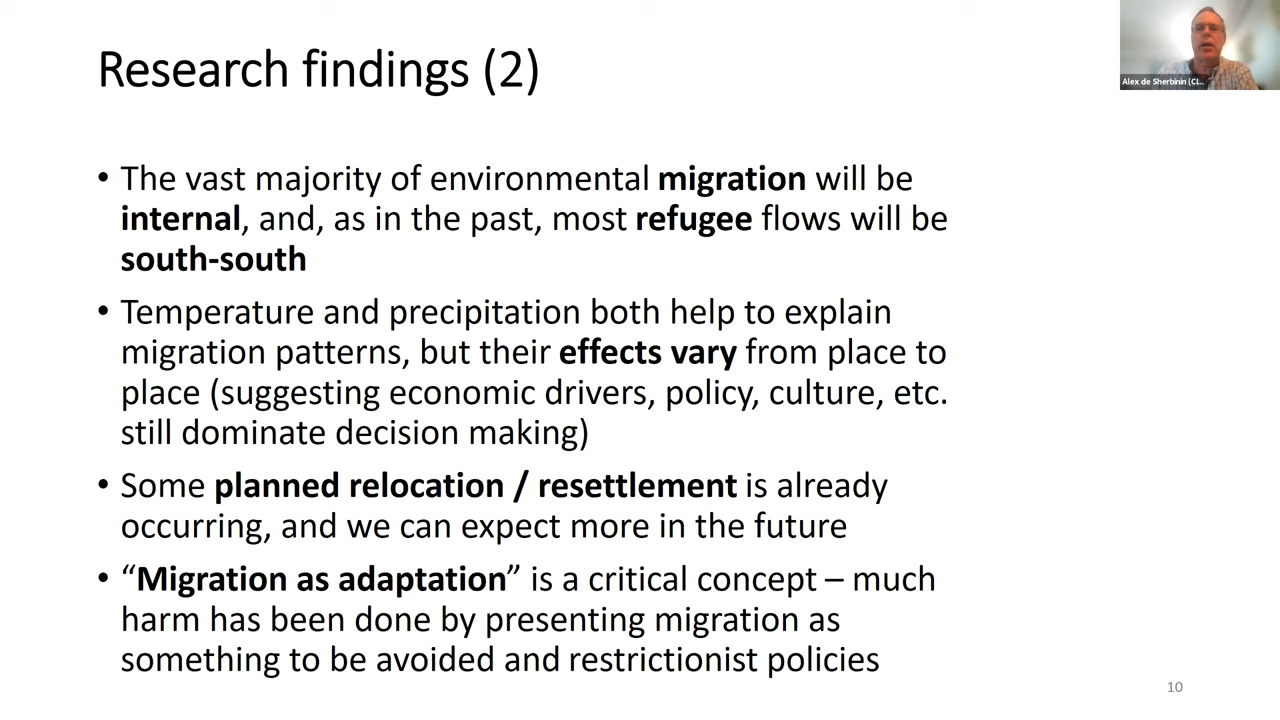 Research findings (2)
Alex de Sherbinin (CI...
• The vast majority of environmental migration will be
internal, and, as in the past, most refugee flows will be
south-south
• Temperature and precipitation both help to explain
migration patterns, but their effects vary from place to
place (suggesting economic drivers, policy, culture, etc.
still dominate decision making)
• Some planned relocation / resettlement is already
occurring, and we can expect more in the future
• “Migration as adaptation” is a critical concept – much
harm has been done by presenting migration as
something to be avoided and restrictionist policies
10